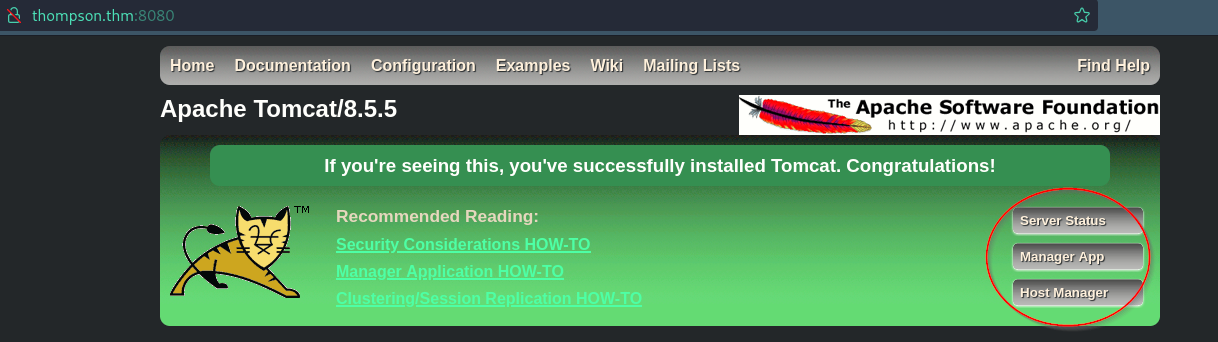 thompson.thm:8080
Home Documentation Configuration Examples Wiki Mailing Lists Find Help
Apache Tomcat/8.5.5
The Apache Software Foundation
http://www.apache.org/
If you're seeing this, you've successfully installed Tomcat. Congratulations!
TM
Recommended Reading:
Security Considerations HOW-TO
Manager Application HOW-TO
Clustering/Session Replication HOW-TO
Server Status
Manager App
Host Manager